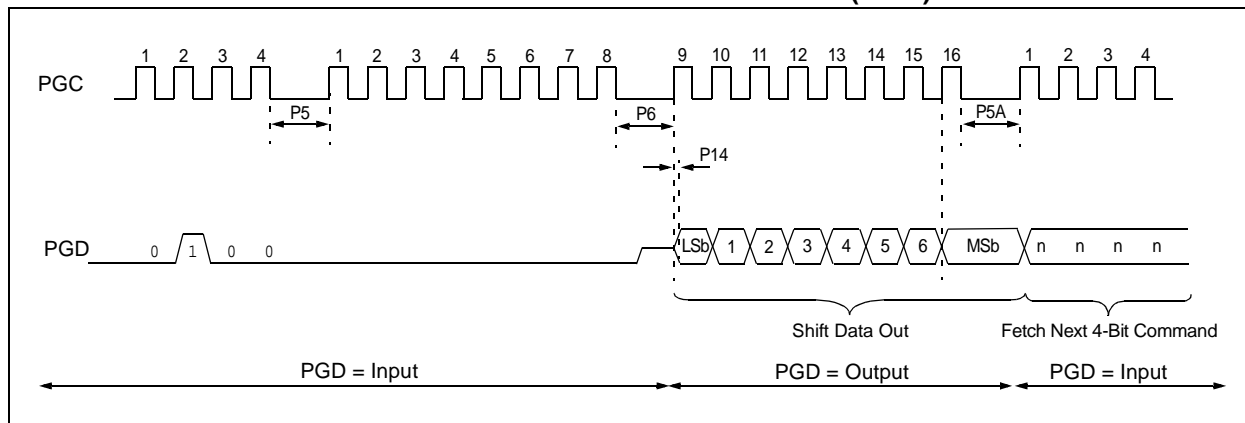 1 2 3 4 1 2 3 4 5 6 7 8 9 10 11 12 13 14 15 16 1 2 3 4
PGC
P5 P6 P5A
P14
PGD 0 1 0 0 LSb 1 2 3 4 5 6 MSb n n n n
Shift Data Out Fetch Next 4-Bit Command
PGD = Input PGD = Output PGD = Input